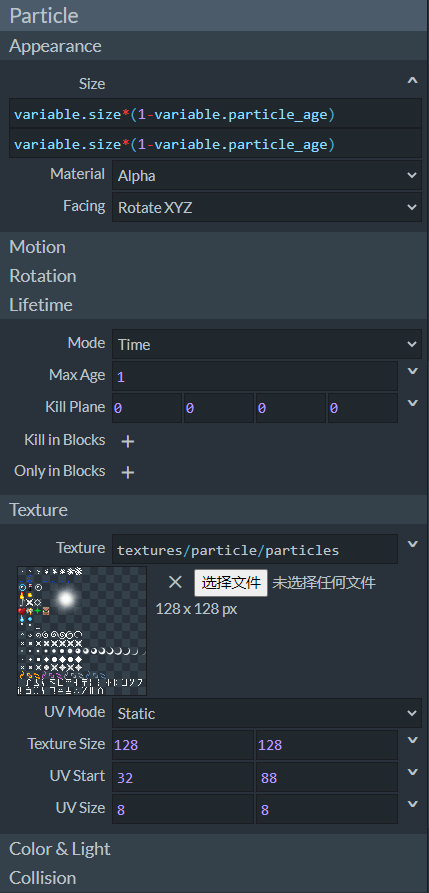 Particle
Appearance
Size
variable.size*(1-variable.particle_age)
variable.size*(1-variable.particle_age)
Material Alpha
Facing Rotate XYZ
Motion
Rotation
Lifetime
Mode Time
Max Age 1
Kill Plane 0 0 0 0
Kill in Blocks +
Only in Blocks +
Texture
Texture textures/particle/particles
选择文件 未选择任何文件
128 x 128 px
UV Mode Static
Texture Size 128 128
UV Start 32 88
UV Size 8 8
Color & Light
Collision